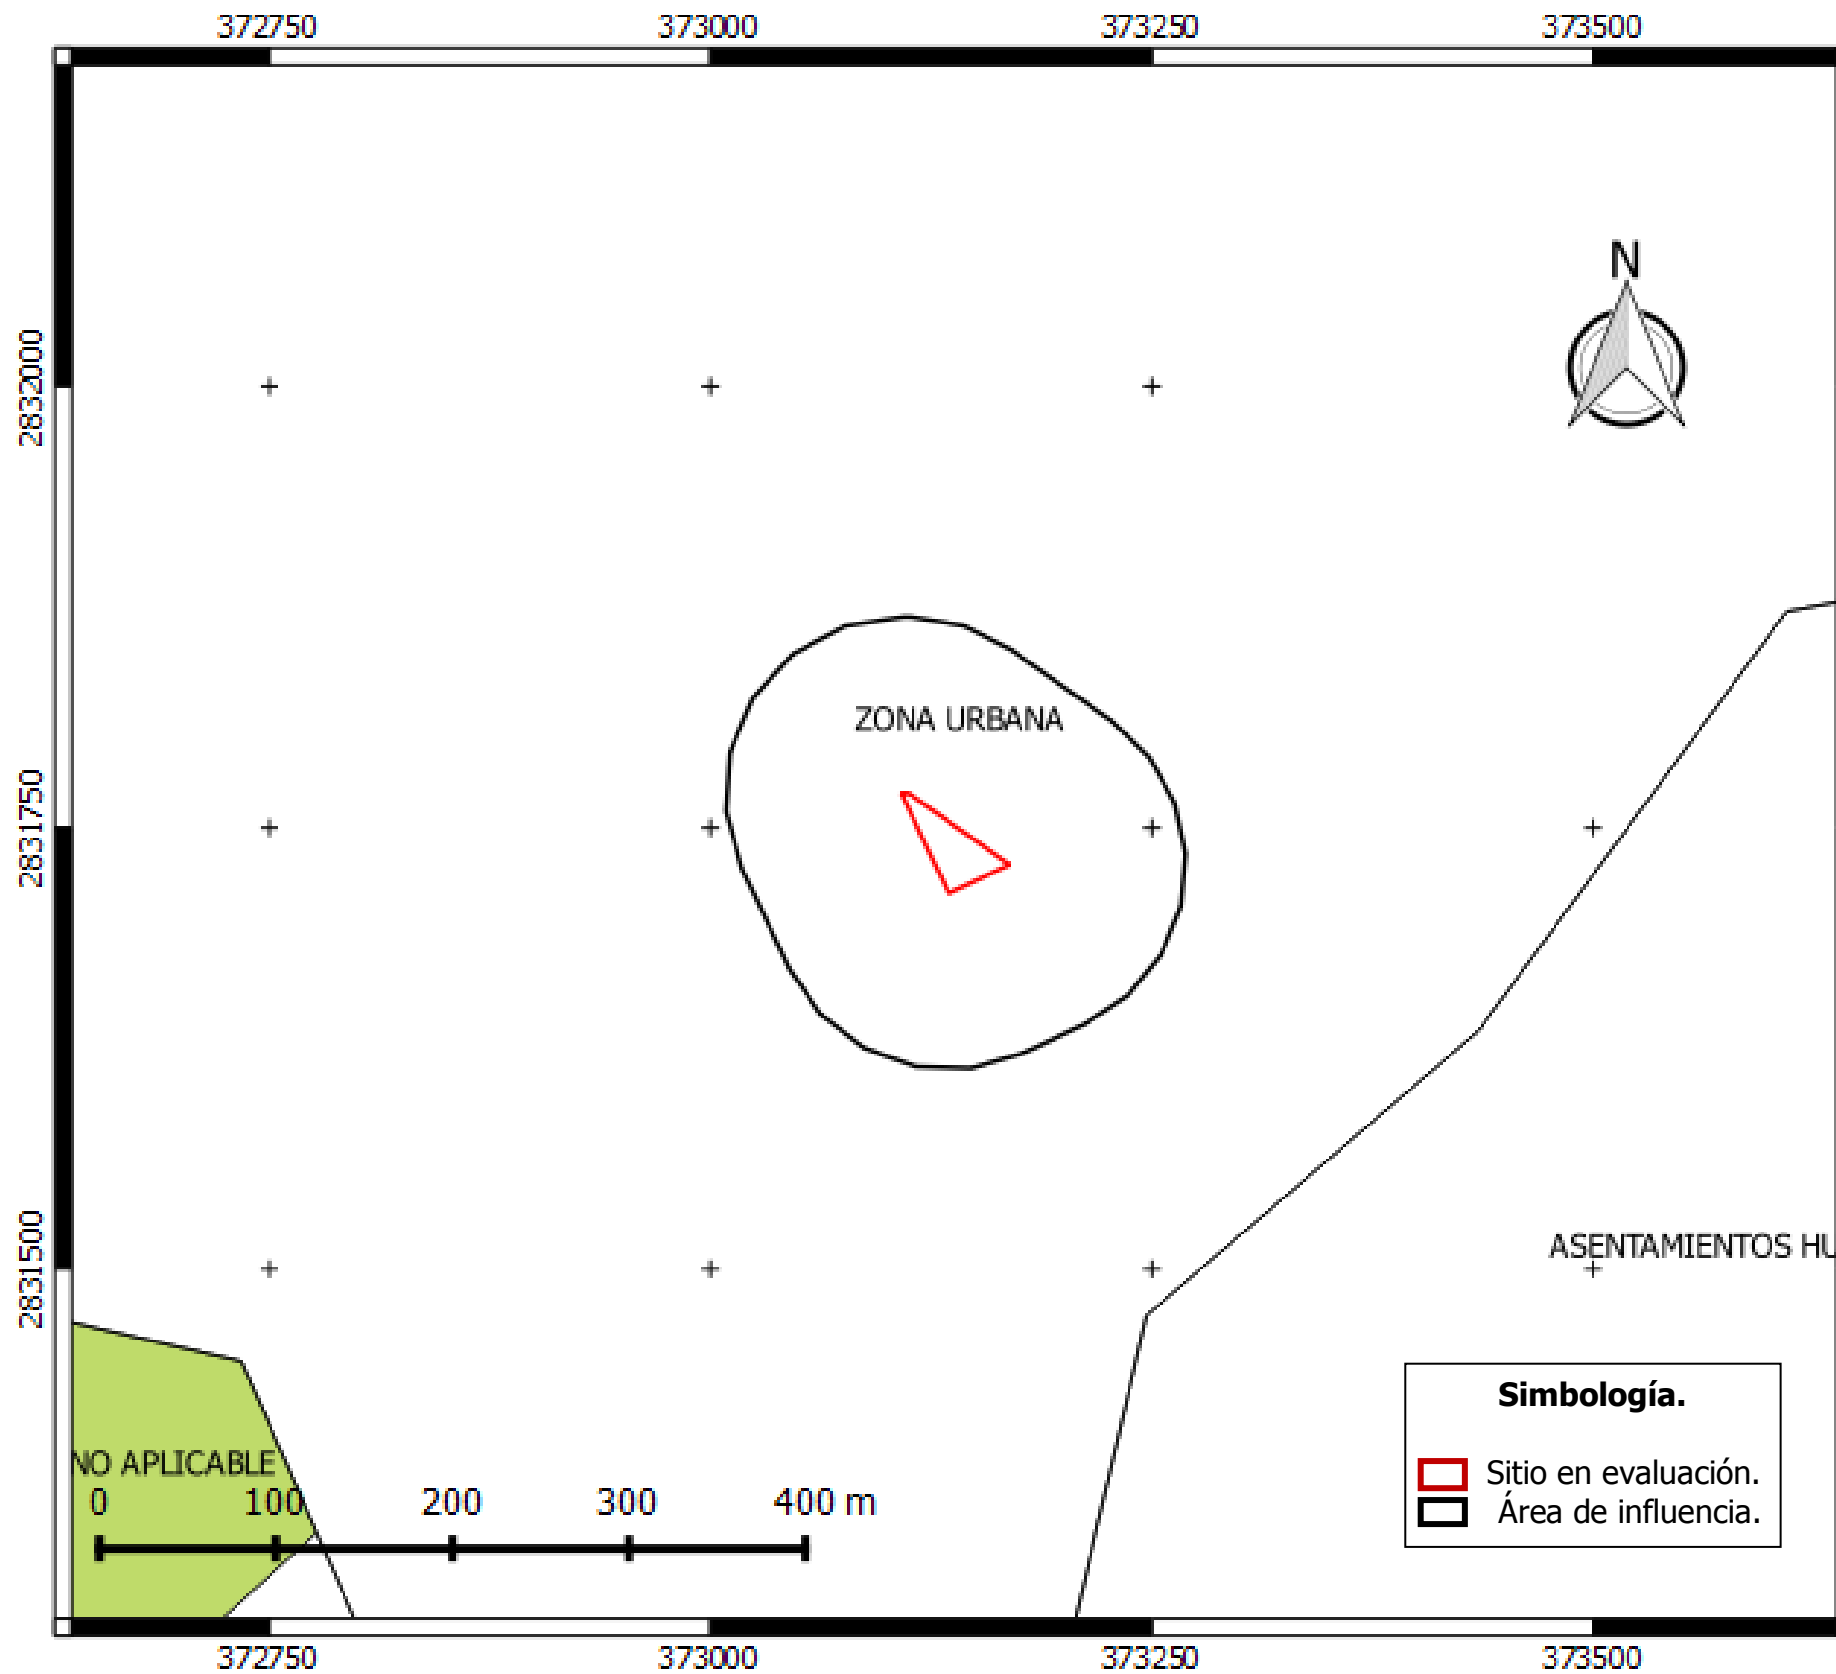 372750 373000 373250 373500
N
2832000
ZONA URBANA
2831750
2831500
ASENTAMIENTOS HU
NO APLICABLE
0 100 200 300 400 m
Simbología.
Sitio en evaluación.
Área de influencia.
372750 373000 373250 373500